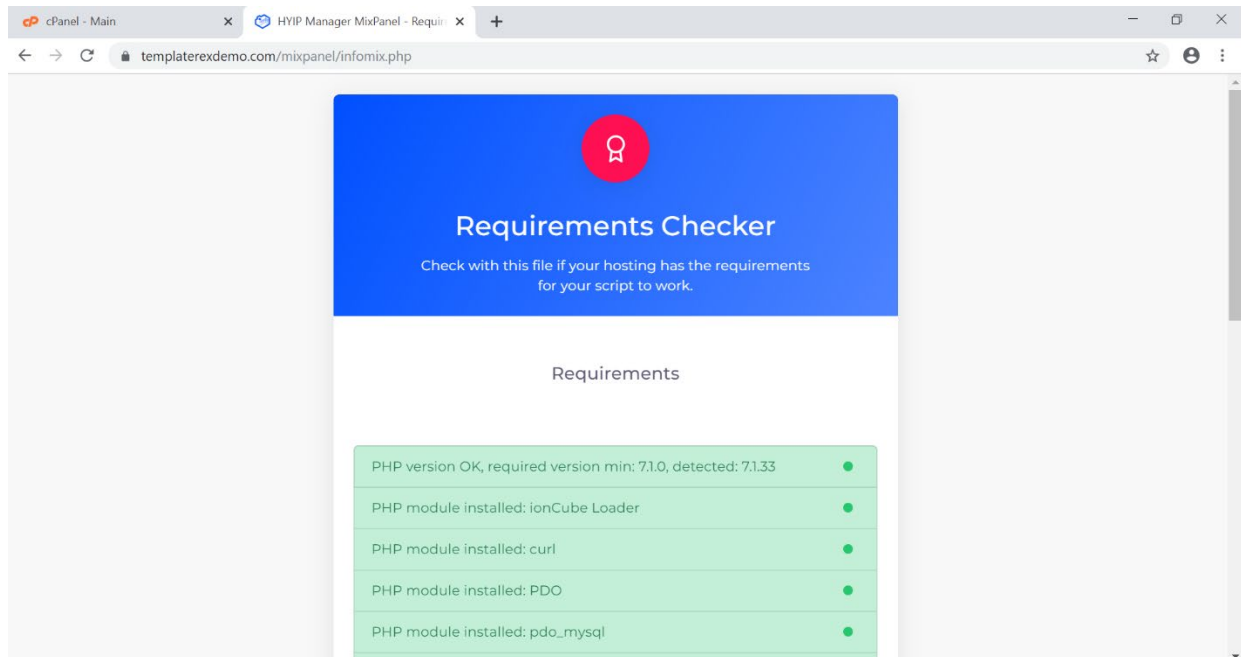 cPanel - Main
HYIP Manager MixPanel - Requir
templaterexdemo.com/mixpanel/infomix.php
Requirements Checker
Check with this file if your hosting has the requirements
for your script to work.
Requirements
PHP version OK, required version min: 7.1.0, detected: 7.1.33
PHP module installed: ionCube Loader
PHP module installed: curl
PHP module installed: PDO
PHP module installed: pdo_mysql